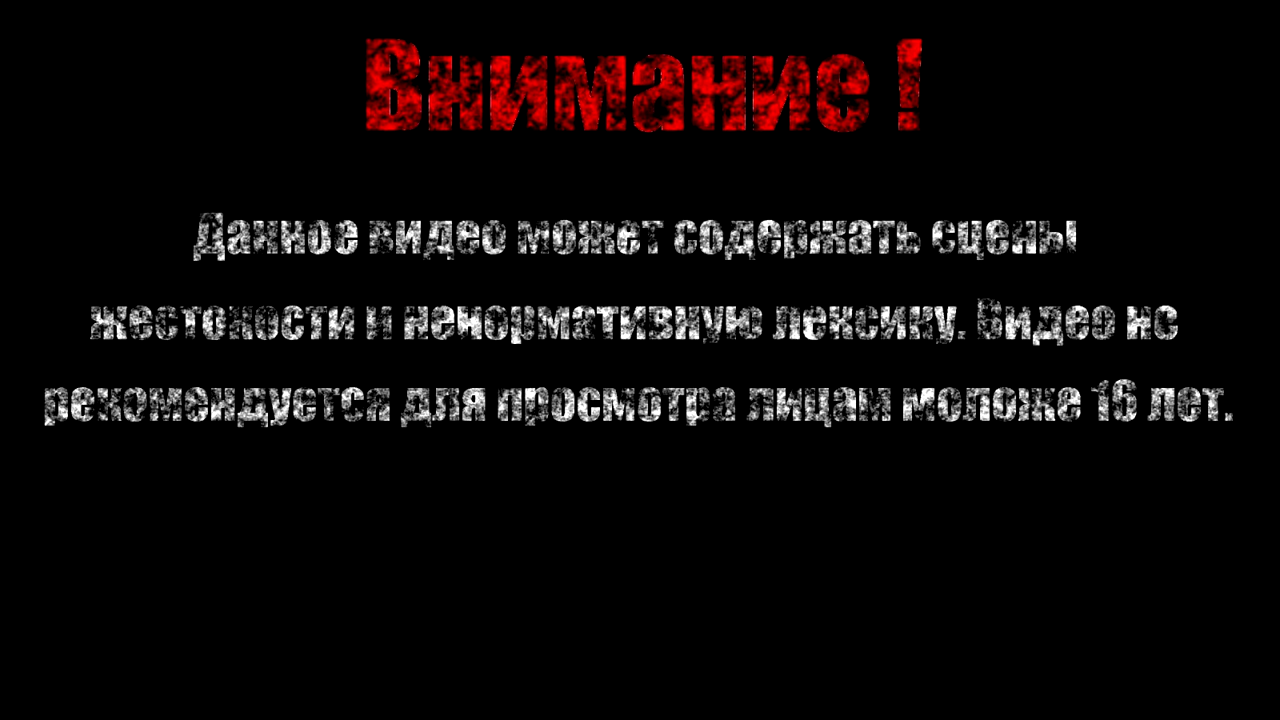 Внимание !
Данное видео может содержать сцены
жестокости и ненормативную лексику. Видео не
рекомендуется для просмотра лицам моложе 16 лет.